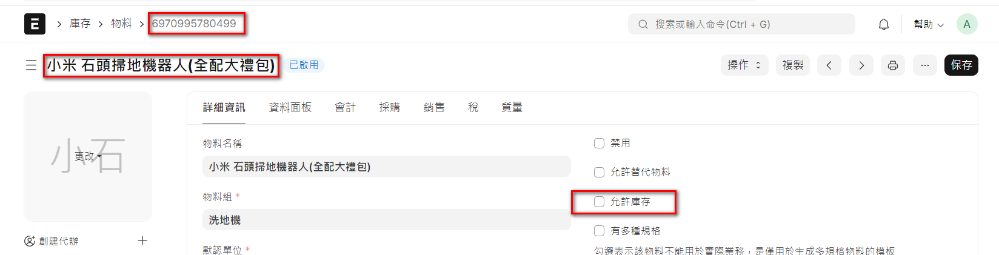 E > 庫存 > 物料 > 6970995780499
搜索或輸入命令(Ctrl + G)
幫助
A
小米 石頭掃地機器人(全配大禮包)
已啟用
操作
複製
...
保存
小石
更改
詳細資訊 資料面板 會計 採購 銷售 稅 質量
物料名稱
小米 石頭掃地機器人(全配大禮包)
物料組 *
洗地機
默認單位 *
禁用
允許替代物料
允許庫存
有多種規格
勾選表示該物料不能用於實際業務，是僅用於生成多規格物料的模板
創建代辦 +